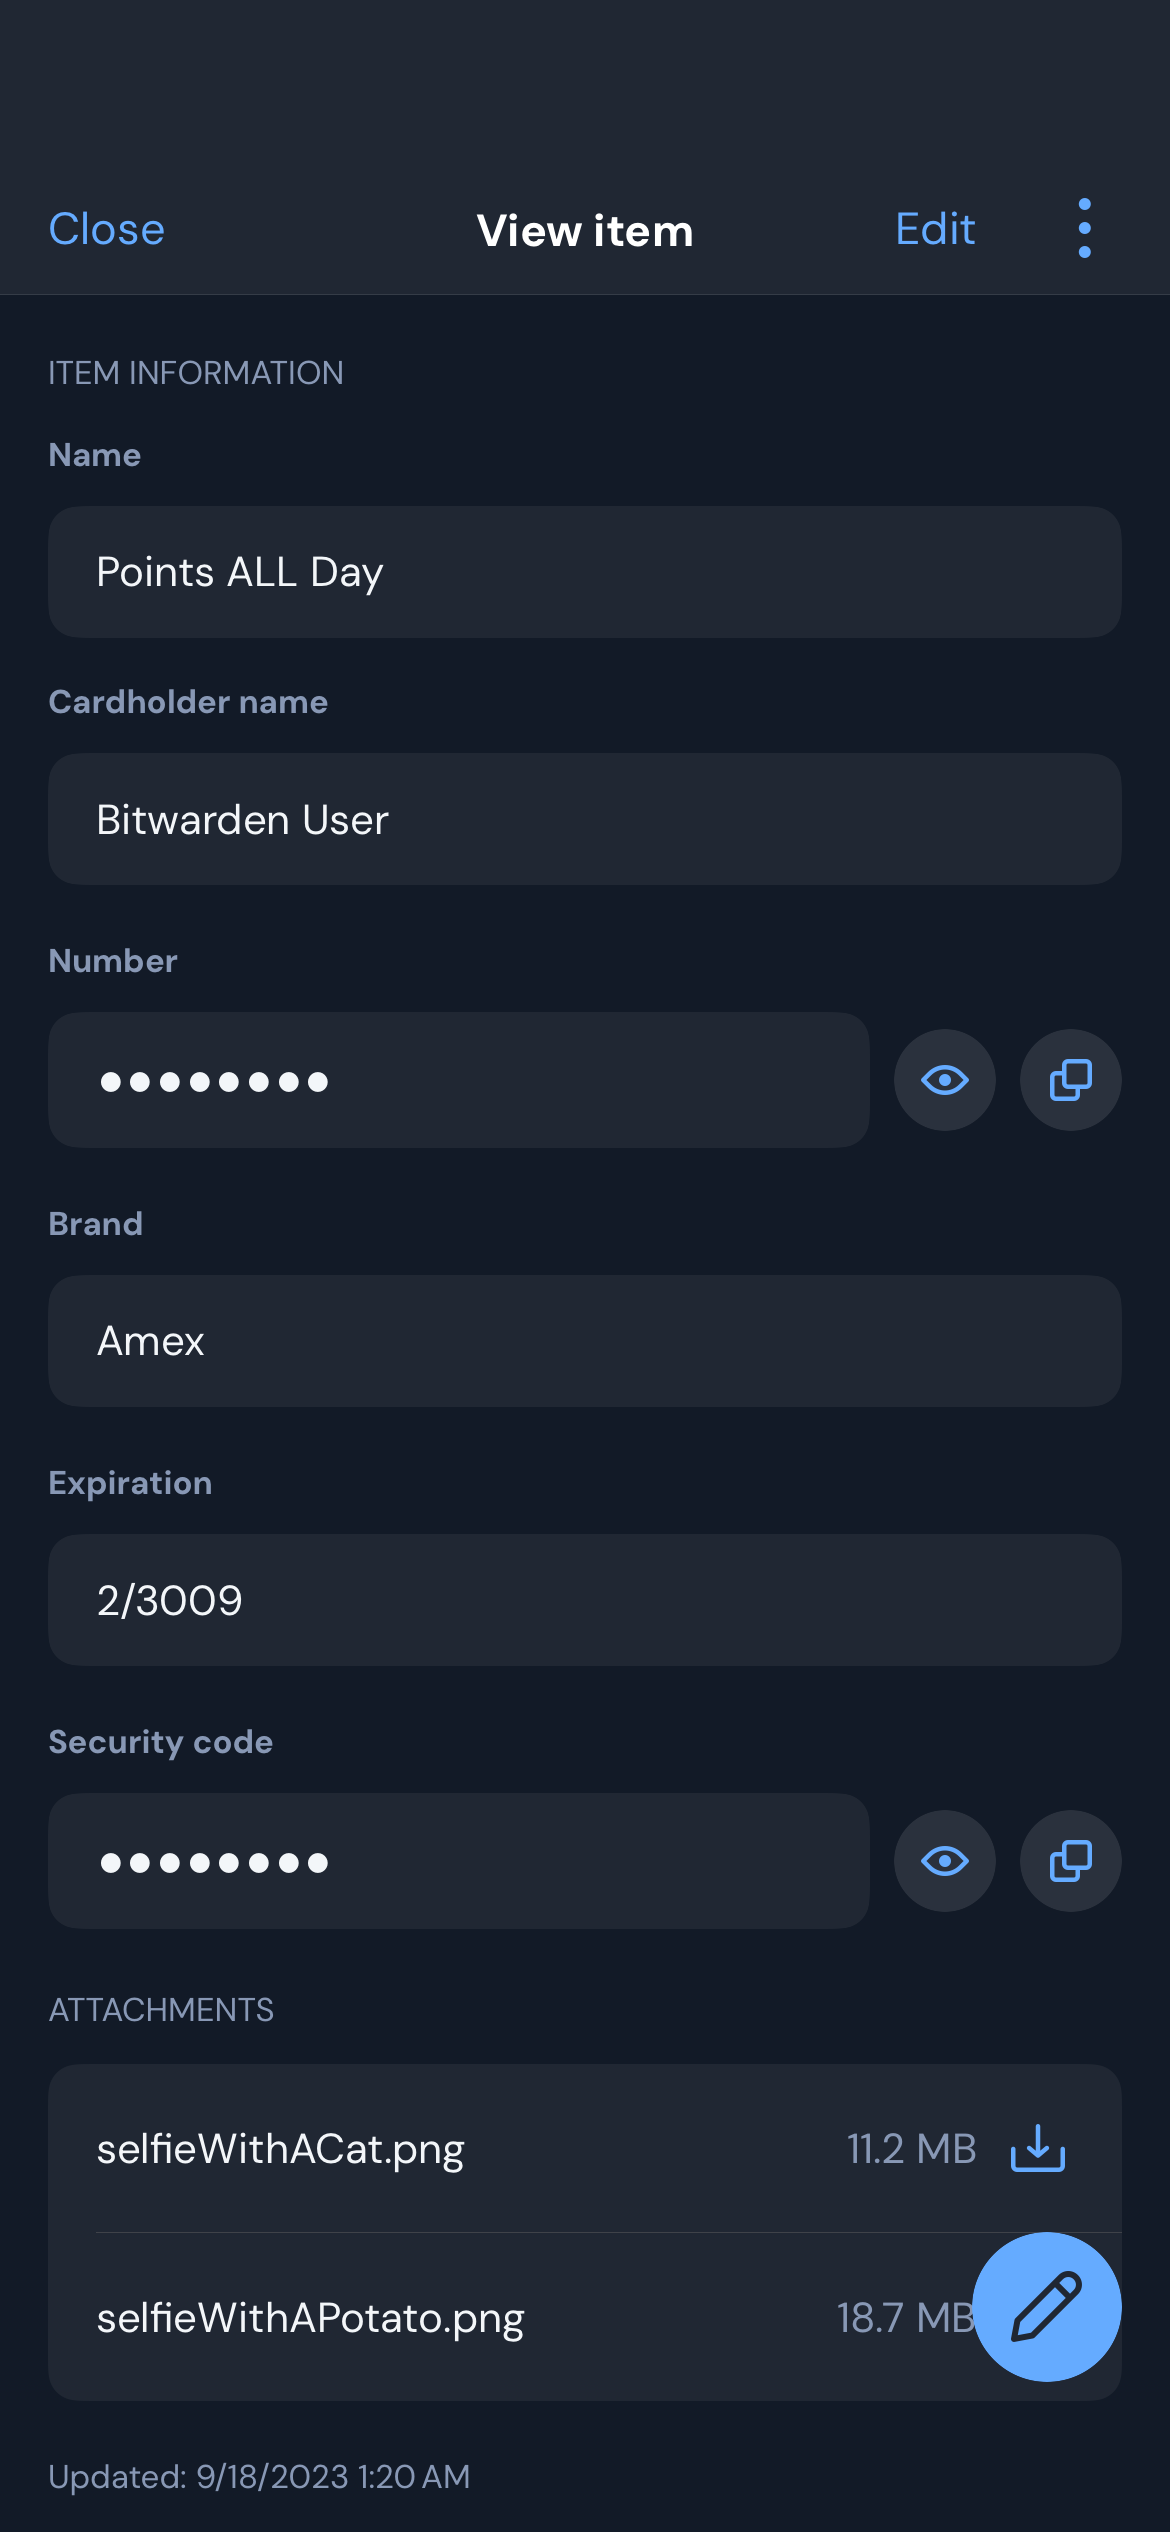 Close
View item
Edit
ITEM INFORMATION
Name
Points ALL Day
Cardholder name
Bitwarden User
Number
●●●●●●●●
Brand
Amex
Expiration
2/3009
Security code
●●●●●●●●
ATTACHMENTS
selfieWithACat.png 11.2 MB
selfieWithAPotato.png 18.7 MB
Updated: 9/18/2023 1:20 AM